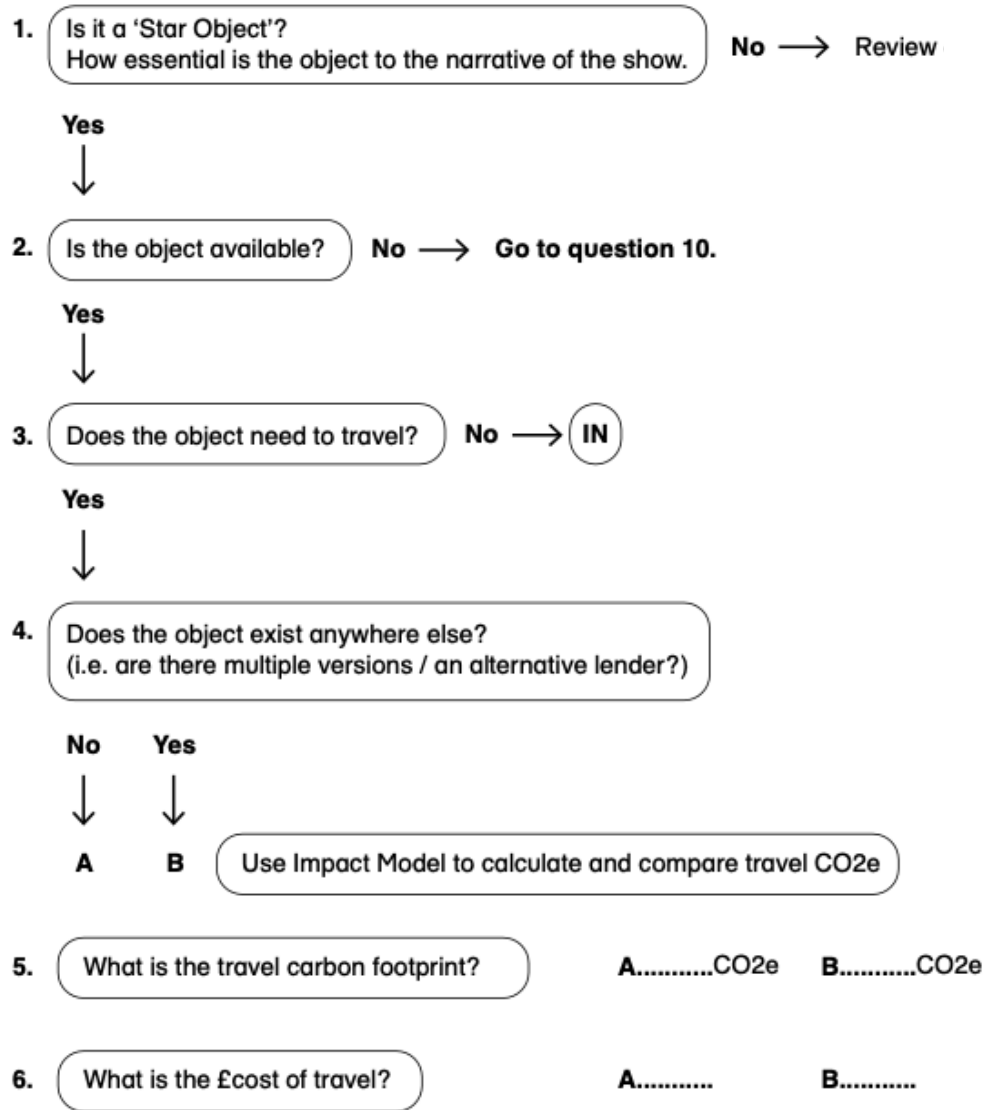 1. Is it a ‘Star Object’?
How essential is the object to the narrative of the show.
No → Review
Yes
↓
2. Is the object available? No → Go to question 10.
Yes
↓
3. Does the object need to travel? No → IN
Yes
↓
4. Does the object exist anywhere else?
(i.e. are there multiple versions / an alternative lender?)
No Yes
↓ ↓
A B Use Impact Model to calculate and compare travel CO2e
5. What is the travel carbon footprint? A...........CO2e B...........CO2e
6. What is the £cost of travel? A........... B...........